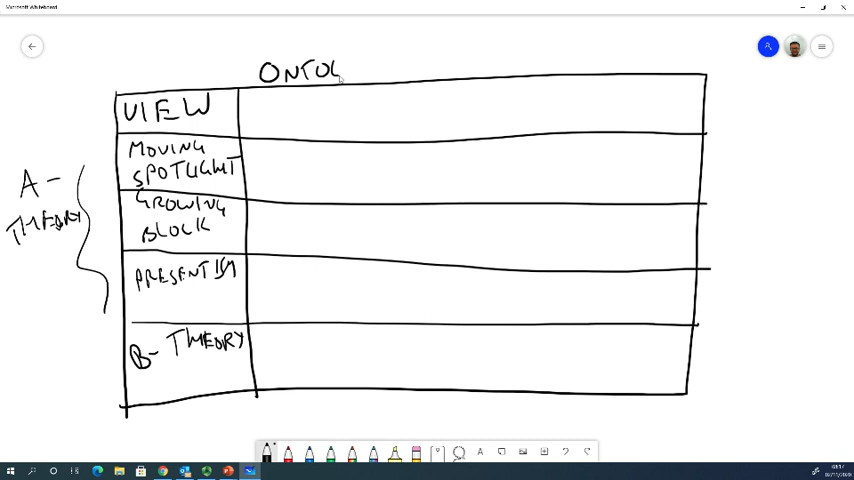 Microsoft Whiteboard
ONTOL
VIEW
MOVING
SPOTLIGHT
A-
THEORY
GROWING
BLOCK
PRESENTISM
B- THEORY